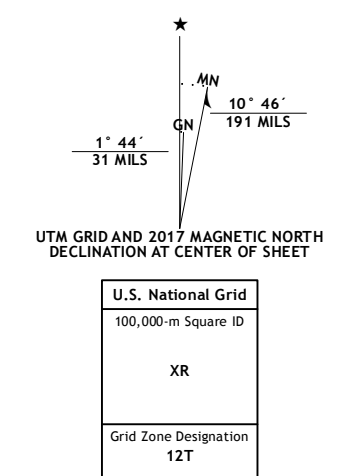 MN
10° 46´
191 MILS
GN
1° 44´
31 MILS
UTM GRID AND 2017 MAGNETIC NORTH
DECLINATION AT CENTER OF SHEET
U.S. National Grid
100,000-m Square ID
XR
Grid Zone Designation
12T